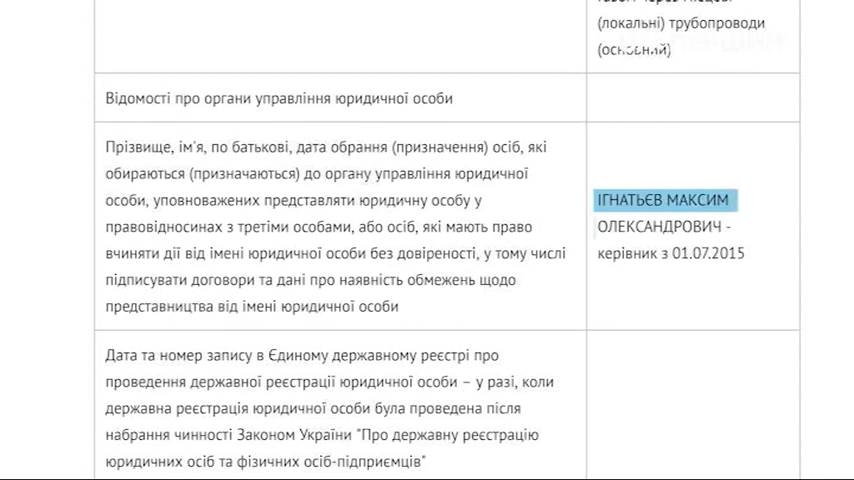 (локальні) трубопроводи
(основний)
Відомості про органи управління юридичної особи
Прізвище, ім'я, по батькові, дата обрання (призначення) осіб, які
обираються (призначаються) до органу управління юридичної
особи, уповноважених представляти юридичну особу у
правовідносинах з третіми особами, або осіб, які мають право
вчиняти дії від імені юридичної особи без довіреності, у тому числі
підписувати договори та дані про наявність обмежень щодо
представництва від імені юридичної особи
ІГНАТЬЄВ МАКСИМ
ОЛЕКСАНДРОВИЧ -
керівник з 01.07.2015
Дата та номер запису в Єдиному державному реєстрі про
проведення державної реєстрації юридичної особи – у разі, коли
державна реєстрація юридичної особи була проведена після
набрання чинності Законом України "Про державну реєстрацію
юридичних осіб та фізичних осіб-підприємців"